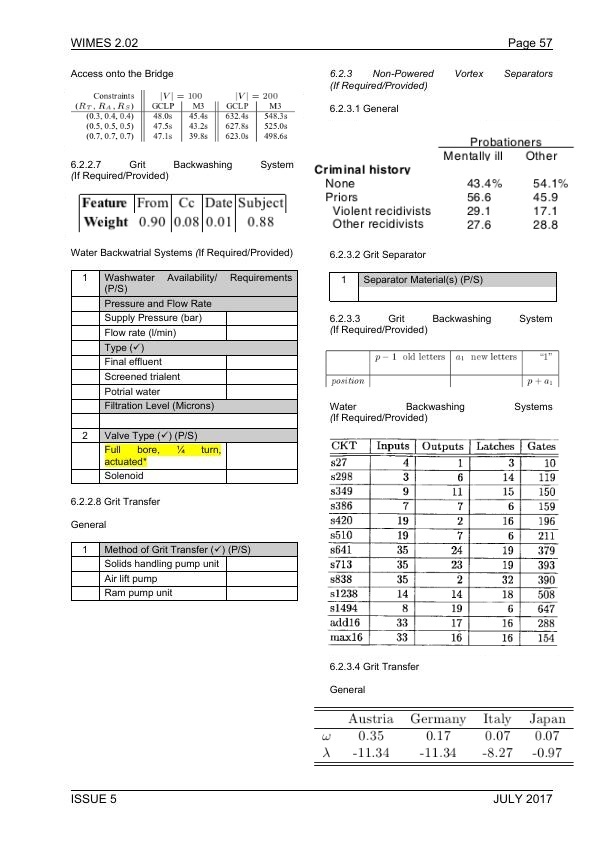 WIMES 2.02 Page 57
Access onto the Bridge
Constraints |V| = 100 |V| = 200
(R_T, R_A, R_S) GCLP M3 GCLP M3
(0.3, 0.4, 0.4) 48.0s 45.4s 632.4s 548.3s
(0.5, 0.5, 0.5) 47.5s 43.2s 627.8s 525.0s
(0.7, 0.7, 0.7) 47.1s 39.8s 623.0s 498.6s
6.2.2.7 Grit Backwashing System
(If Required/Provided)
Feature From Cc Date Subject
Weight 0.90 0.08 0.01 0.88
Water Backwatrial Systems (If Required/Provided)
1 Washwater Availability/ Requirements
(P/S)
Pressure and Flow Rate
Supply Pressure (bar)
Flow rate (l/min)
Type (✓)
Final effluent
Screened trialent
Potrial water
Filtration Level (Microns)
2 Valve Type (✓) (P/S)
Full bore, ¼ turn,
actuated*
Solenoid
6.2.2.8 Grit Transfer
General
1 Method of Grit Transfer (✓) (P/S)
Solids handling pump unit
Air lift pump
Ram pump unit
6.2.3 Non-Powered Vortex Separators
(If Required/Provided)
6.2.3.1 General
Probationers
Mentally ill Other
Criminal history
None 43.4% 54.1%
Priors 56.6 45.9
Violent recidivists 29.1 17.1
Other recidivists 27.6 28.8
6.2.3.2 Grit Separator
1 Separator Material(s) (P/S)
6.2.3.3 Grit Backwashing System
(If Required/Provided)
p − 1 old letters a₁ new letters “1”
position p + a₁
Water Backwashing Systems
(If Required/Provided)
CKT Inputs Outputs Latches Gates
s27 4 1 3 10
s298 3 6 14 119
s349 9 11 15 150
s386 7 7 6 159
s420 19 2 16 196
s510 19 7 6 211
s641 35 24 19 379
s713 35 23 19 393
s838 35 2 32 390
s1238 14 14 18 508
s1494 8 19 6 647
add16 33 17 16 288
max16 33 16 16 154
6.2.3.4 Grit Transfer
General
Austria Germany Italy Japan
ω 0.35 0.17 0.07 0.07
λ -11.34 -11.34 -8.27 -0.97
ISSUE 5 JULY 2017